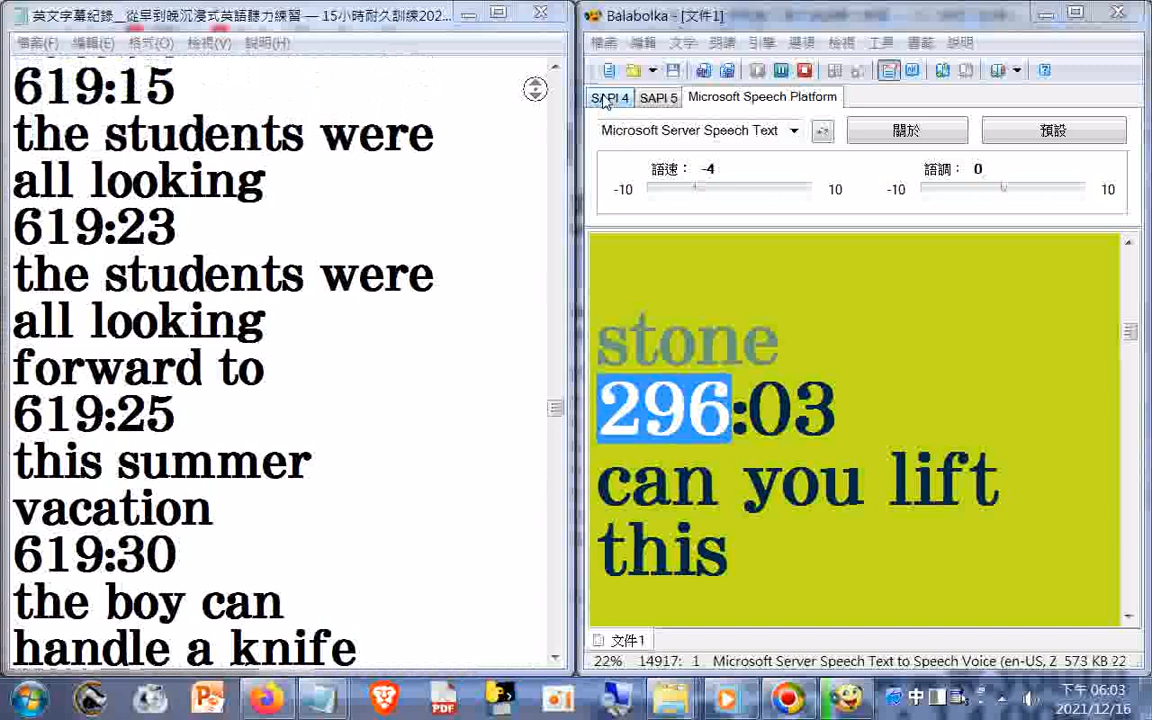 英文字幕紀錄__從早到晚沉浸式英語聽力練習 — 15小時耐久訓練202...
檔案(F) 編輯(E) 格式(O) 檢視(V) 說明(H)
619:15
the students were
all looking
619:23
the students were
all looking
forward to
619:25
this summer
vacation
619:30
the boy can
handle a knife
Balabolka - [文件1]
檔案 編輯 文字 朗讀 引擎 選項 檢視 工具 書籤 說明
SAPI 4 SAPI 5 Microsoft Speech Platform
Microsoft Server Speech Text 關於 預設
語速： -4 語調： 0
-10 10 -10 10
stone
296:03
can you lift
this
文件1
22% 14917: 1 Microsoft Server Speech Text to Speech Voice (en-US, Z 573 KB 22
PDF
中
下午 06:03
2021/12/16